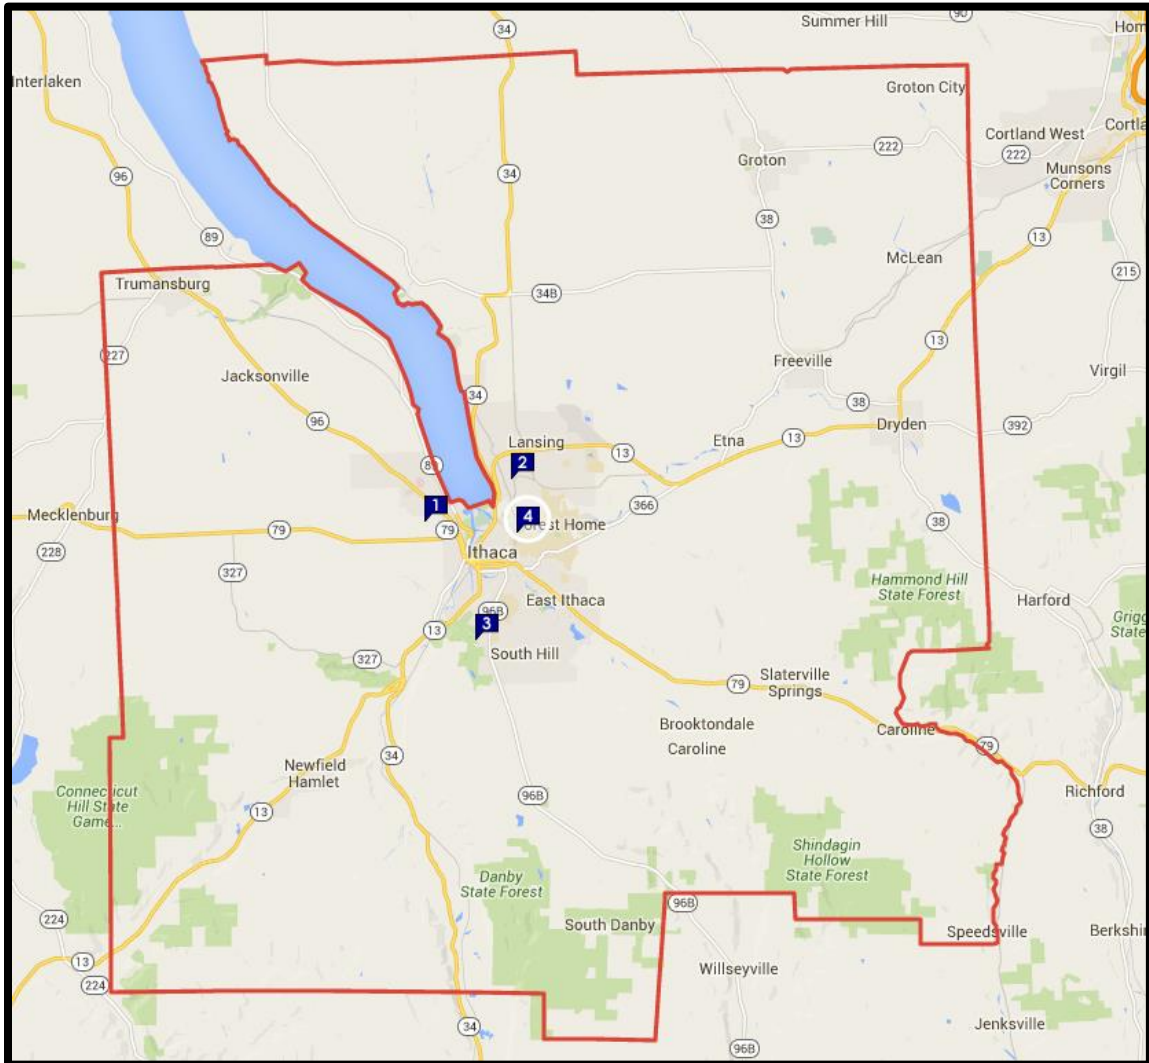 34
90
Summer Hill
Hom
Interlaken
Groton City
Cortland West
Cortla
222
222
Groton
Munsons
Corners
96
34
38
89
13
McLean
215
Trumansburg
34B
227
13
Freeville
Virgil
Jacksonville
34
38
96
Dryden
392
Lansing
Etna
13
13
2
89
366
1
Mecklenburg
4
orest Home
79
79
38
228
Ithaca
327
Hammond Hill
State Forest
East Ithaca
Harford
96B
Grigg
State
3
13
South Hill
327
Slaterville
Springs
79
Brooktondale
Caroline
79
Caroline
34
Newfield
Hamlet
Connecticut
Hill State
Game...
96B
Richford
13
38
Shindagin
Hollow
State Forest
Danby
State Forest
96B
224
South Danby
Speedsville
Berkshir
13
Willseyville
224
34
Jenksville
96B